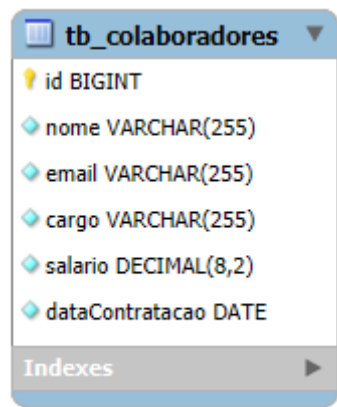 tb_colaboradores
id BIGINT
nome VARCHAR(255)
email VARCHAR(255)
cargo VARCHAR(255)
salario DECIMAL(8,2)
dataContratacao DATE
Indexes